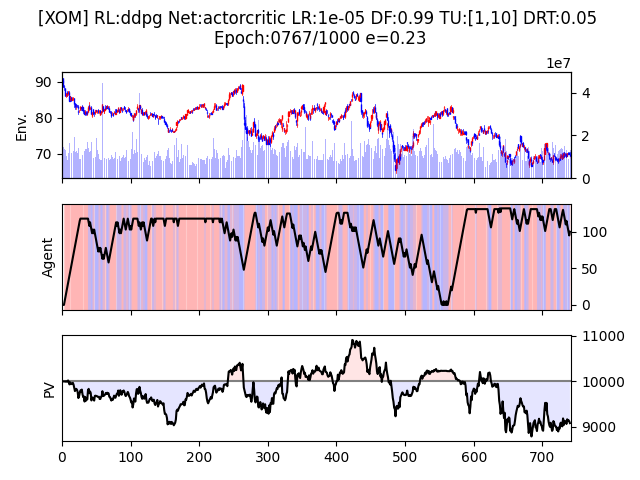 [XOM] RL:ddpg Net:actorcritic LR:1e-05 DF:0.99 TU:[1,10] DRT:0.05
Epoch:0767/1000 e=0.23
1e7
90
80
70
Env.
4
2
0
Agent
100
50
0
PV
11000
10000
9000
0 100 200 300 400 500 600 700